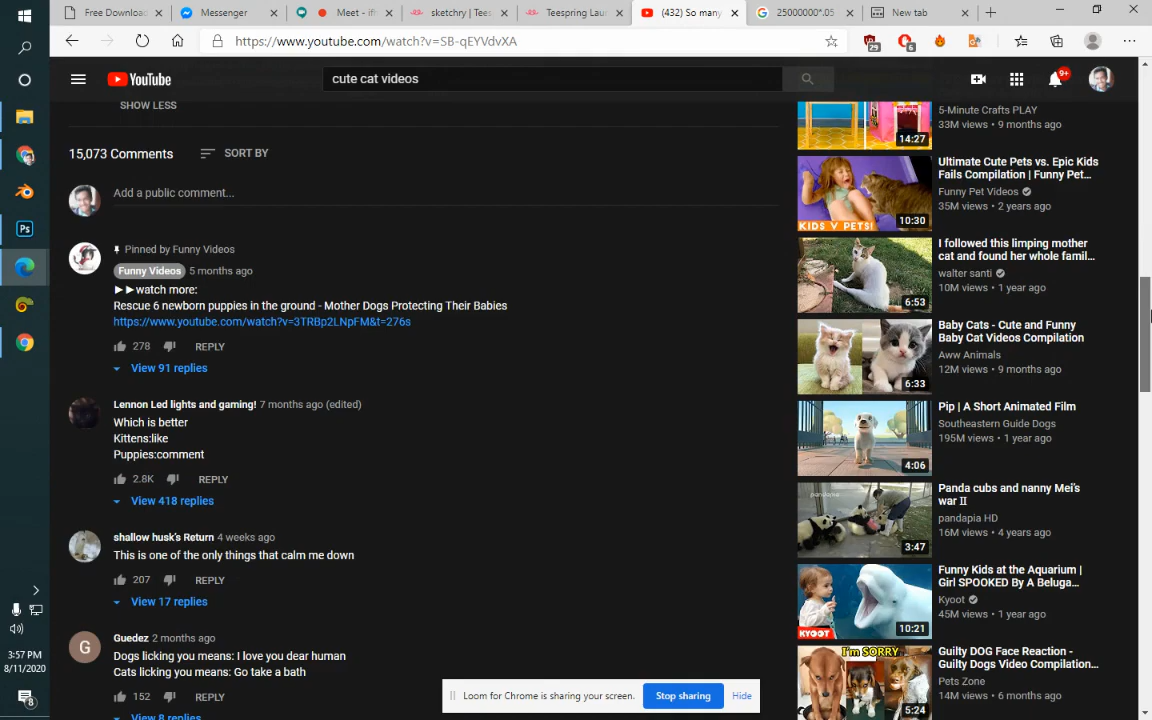 Free Download
Messenger
Meet - if
sketchry | Tees
Teespring Lau
(432) So many
25000000*.05
New tab
https://www.youtube.com/watch?v=SB-qEYVdvXA
29
6
YouTube
cute cat videos
9+
SHOW LESS
15,073 Comments
SORT BY
Add a public comment...
Pinned by Funny Videos
Funny Videos 5 months ago
►►watch more:
Rescue 6 newborn puppies in the ground - Mother Dogs Protecting Their Babies
https://www.youtube.com/watch?v=3TRBp2LNpFM&t=276s
278 REPLY
View 91 replies
Lennon Led lights and gaming! 7 months ago (edited)
Which is better
Kittens:like
Puppies:comment
2.8K REPLY
View 418 replies
shallow husk's Return 4 weeks ago
This is one of the only things that calm me down
207 REPLY
View 17 replies
G
Guedez 2 months ago
Dogs licking you means: I love you dear human
Cats licking you means: Go take a bath
152 REPLY
View 8 replies
14:27
5-Minute Crafts PLAY
33M views • 9 months ago
KIDS V PETS!
10:30
Ultimate Cute Pets vs. Epic Kids
Fails Compilation | Funny Pet...
Funny Pet Videos
35M views • 2 years ago
6:53
I followed this limping mother
cat and found her whole famil...
walter santi
10M views • 1 year ago
6:33
Baby Cats - Cute and Funny
Baby Cat Videos Compilation
Aww Animals
12M views • 9 months ago
4:06
Pip | A Short Animated Film
Southeastern Guide Dogs
195M views • 1 year ago
pandapia
3:47
Panda cubs and nanny Mei's
war II
pandapia HD
16M views • 4 years ago
KYOOT
10:21
Funny Kids at the Aquarium |
Girl SPOOKED By A Beluga...
Kyoot
45M views • 1 year ago
I'm SORRY
5:24
Guilty DOG Face Reaction -
Guilty Dogs Video Compilation...
Pets Zone
14M views • 6 months ago
Loom for Chrome is sharing your screen.
Stop sharing
Hide
Ps
3:57 PM
8/11/2020
8